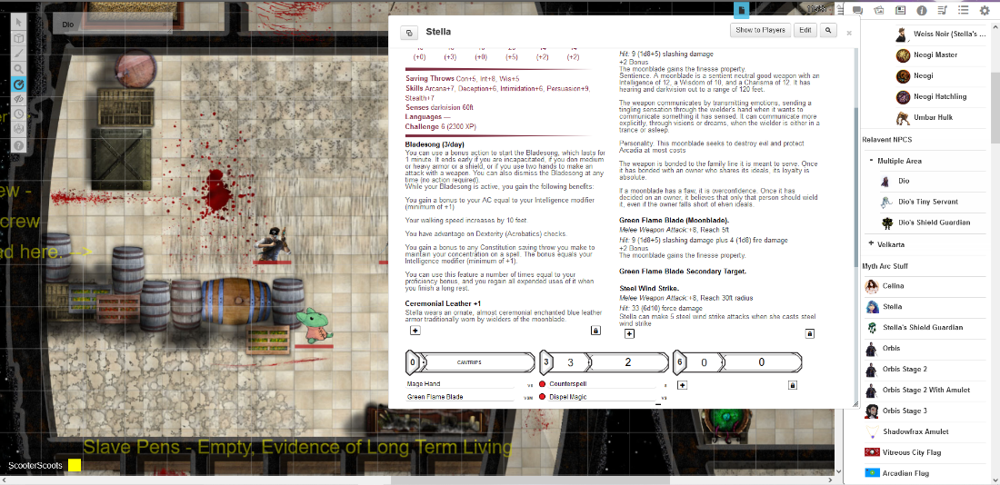 Dio
Stella
Show to Players
Edit
(+0)
(+3)
(+0)
(+5)
(+2)
(+2)
Saving Throws Con+5, Int+8, Wis+5
Skills Arcana+7, Deception+6, Intimidation+6, Persuasion+9,
Stealth+7
Senses darkvision 60ft
Languages —
Challenge 6 (2300 XP)
Bladesong (3/day)
You can use a bonus action to start the Bladesong, which lasts for
1 minute. It ends early if you are incapacitated, if you don medium
or heavy armor or a shield, or if you use two hands to make an
attack with a weapon. You can also dismiss the Bladesong at any
time (no action required).
While your Bladesong is active, you gain the following benefits:
You gain a bonus to your AC equal to your Intelligence modifier
(minimum of +1)
Your walking speed increases by 10 feet
You have advantage on Dexterity (Acrobatics) checks.
You gain a bonus to any Constitution saving throw you make to
maintain your concentration on a spell. The bonus equals your
Intelligence modifier (minimum of +1).
You can use this feature a number of times equal to your
proficiency bonus, and you regain all expended uses of it when
you finish a long rest.
Ceremonial Leather +1
Stella wears an ornate, almost ceremonial enchanted blue leather
armor traditionally worn by wielders of the moonblade.
Hit: 9 (1d8+5) slashing damage
+2 Bonus
The moonblade gains the finesse property.
Sentience. A moonblade is a sentient neutral good weapon with an
Intelligence of 12, a Wisdom of 10, and a Charisma of 12. It has
hearing and darkvision out to a range of 120 feet.
The weapon communicates by transmitting emotions, sending a
tingling sensation through the wielder's hand when it wants to
communicate something it has sensed. It can communicate more
explicitly, through visions or dreams, when the wielder is either in a
trance or asleep.
Personality. This moonblade seeks to destroy evil and protect
Arcadia at most costs
The weapon is bonded to the family line it is meant to serve. Once it
has bonded with an owner who shares its ideals, its loyalty is
absolute.
If a moonblade has a flaw, it is overconfidence. Once it has
decided on an owner, it believes that only that person should wield
it, even if the owner falls short of elven ideals.
Green Flame Blade (Moonblade).
Melee Weapon Attack:+8, Reach 5ft
Hit: 9 (1d8+5) slashing damage plus 4 (1d8) fire damage
+2 Bonus
The moonblade gains the finesse property.
Green Flame Blade Secondary Target.
Steel Wind Strike.
Melee Weapon Attack:+8, Reach 30ft radius
Hit: 33 (6d10) force damage
Stella can make 5 steel wind strike attacks when she casts steel
wind strike
0
CANTRIPS
3
3
2
6
0
0
Mage Hand
VS
Counterspell
S
Green Flame Blade
VSM
Dispel Magic
VS
Weiss Noir (Stella's ...
Neogi Master
Neogi
Neogi Hatchling
Umbar Hulk
Relavent NPCS
Multiple Area
Dio
Dio's Tiny Servant
Dio's Shield Guardian
Velkarta
Myth Arc Stuff
Celina
Stella
Stella's Shield Guardian
Orbis
Orbis Stage 2
Orbis Stage 2 With Amulet
Orbis Stage 3
Shadowfrax Amulet
Vitreous City Flag
Arcadian Flag
ew -
crew
ad here. -->
Slave Pens - Empty, Evidence of Long Term Living
ScooterScoots